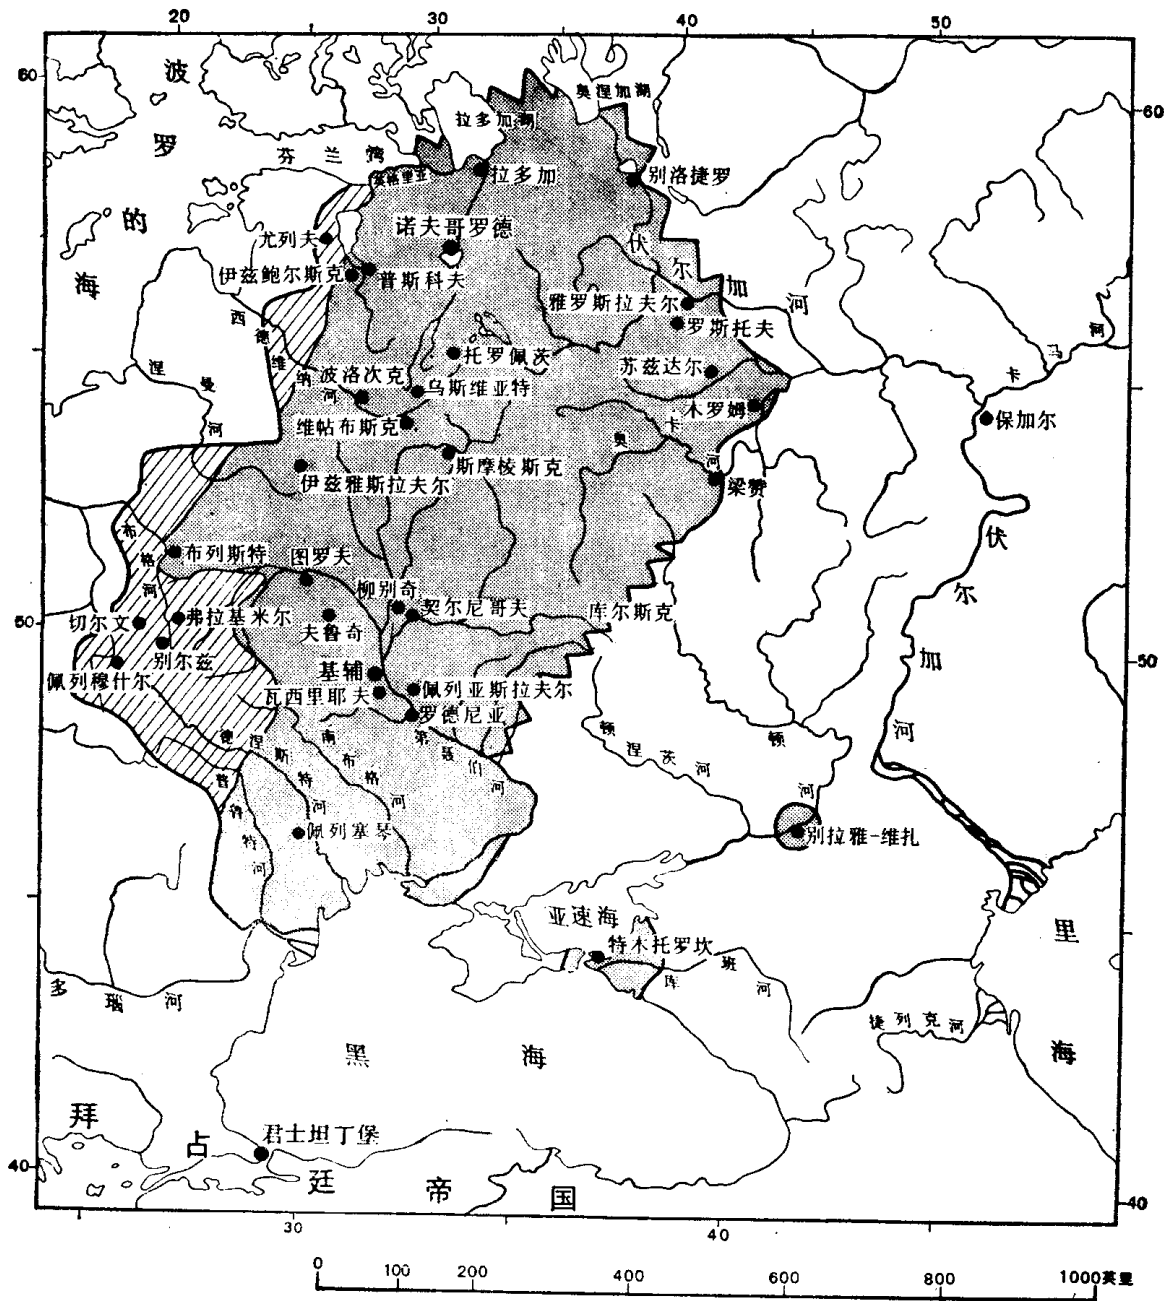 20
30
40
50
60
60
波
罗
的
海
芬兰湾
拉多加湖
奥涅加湖
英格里亚
拉多加
别洛捷罗
诺夫哥罗德
尤列夫
伊兹鲍尔斯克
普斯科夫
伏尔加河
雅罗斯拉夫尔
罗斯托夫
西德维纳河
托罗佩茨
苏兹达尔
涅曼河
波洛次克
乌斯维亚特
木罗姆
卡马河
保加尔
维帖布斯克
奥卡河
斯摩棱斯克
伊兹雅斯拉夫尔
梁赞
布格河
布列斯特
图罗夫
柳别奇
契尔尼哥夫
库尔斯克
伏尔加河
50
切尔文
弗拉基米尔
夫鲁奇
别尔兹
佩列穆什尔
基辅
50
瓦西里耶夫
佩列亚斯拉夫尔
罗德尼亚
德涅斯特河
南布格河
第聂伯河
顿涅茨河
顿河
普鲁特河
佩列塞琴
别拉雅-维扎
亚速海
特木托罗坎
库班河
里海
多瑙河
捷列克河
黑海
拜占廷帝国
君士坦丁堡
40
40
30
40
0 100 200 400 600 800 1000英里